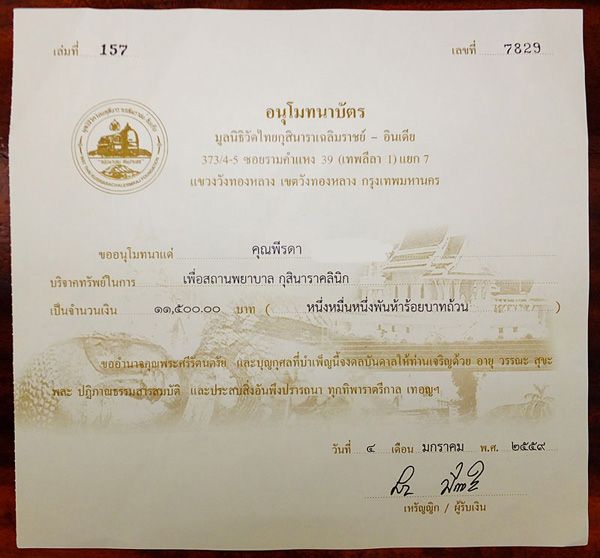 เล่มที่ 157 เลขที่ 7829
อนุโมทนาบัตร
มูลนิธิวัดไทยกุสินาราเฉลิมราชย์ - อินเดีย
373/4-5 ซอยรามคำแหง 39 (เทพลีลา 1) แยก 7
แขวงวังทองหลาง เขตวังทองหลาง กรุงเทพมหานคร
ขออนุโมทนาแด่ คุณพีรดา
บริจาคทรัพย์ในการ เพื่อสถานพยาบาล กุสินาราคลินิก
เป็นจำนวนเงิน ๑๑,๕๐๐.๐๐ บาท ( หนึ่งหมื่นหนึ่งพันห้าร้อยบาทถ้วน )
ขออำนาจคุณพระศรีรัตนตรัย และบุญกุศลที่บำเพ็ญนี้จงดลบันดาลให้ท่านเจริญด้วย อายุ วรรณะ สุขะ
พละ ปฏิภาณธรรมสารสมบัติ และประสบสิ่งอันพึงปรารถนา ทุกทิพาราตรีกาล เทอญฯ
วันที่ ๔ เดือน มกราคม พ.ศ. ๒๕๕๙
เหรัญญิก / ผู้รับเงิน